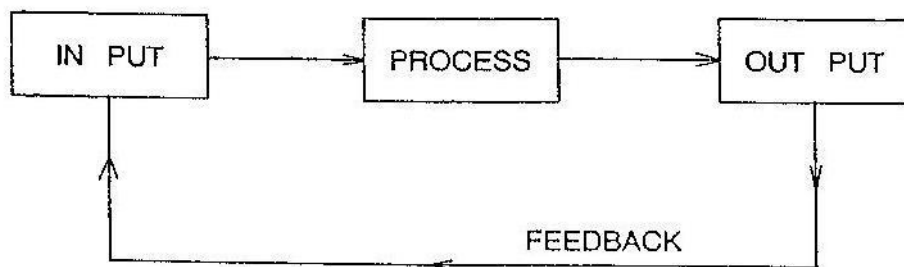 IN PUT
PROCESS
OUT PUT
FEEDBACK